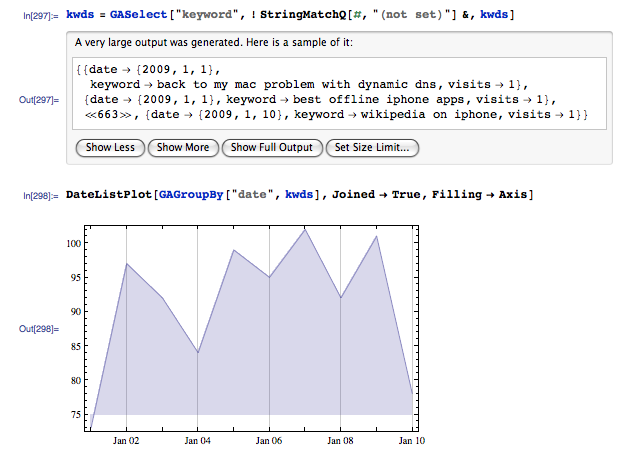 In[297]:= kwds = GASelect["keyword", ! StringMatchQ[#, "(not set)"] &, kwds]
A very large output was generated. Here is a sample of it:
{{date → {2009, 1, 1},
keyword → back to my mac problem with dynamic dns, visits → 1},
Out[297]= {date → {2009, 1, 1}, keyword → best offline iphone apps, visits → 1},
≪663≫, {date → {2009, 1, 10}, keyword → wikipedia on iphone, visits → 1}}
Show Less Show More Show Full Output Set Size Limit...
In[298]:= DateListPlot[GAGroupBy["date", kwds], Joined → True, Filling → Axis]
100
95
90
Out[298]=
85
80
75
Jan 02 Jan 04 Jan 06 Jan 08 Jan 10